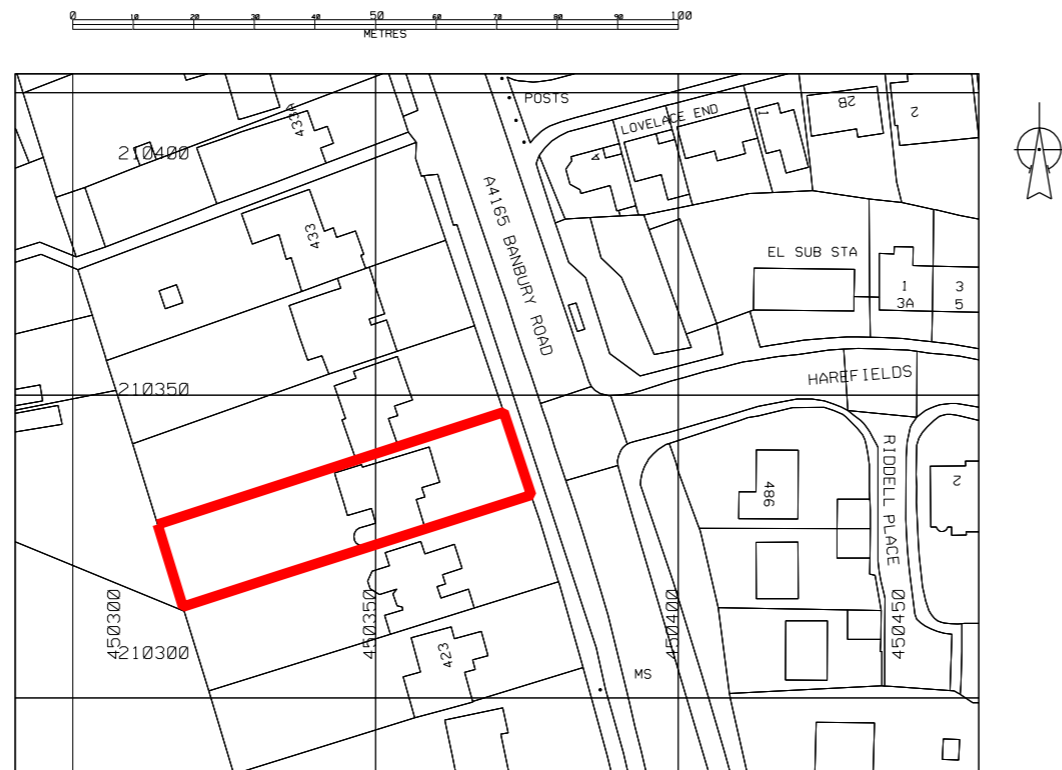 0 10 20 30 40 50 60 70 80 90 100
METRES
POSTS
LOVELACE END
433A
4
1
2B
2
210400
A4165 BANBURY ROAD
433
EL SUB STA
1
3A
3
5
210350
HAREFIELDS
RIDDELL PLACE
486
2
450300
450350
450400
450450
210300
423
MS